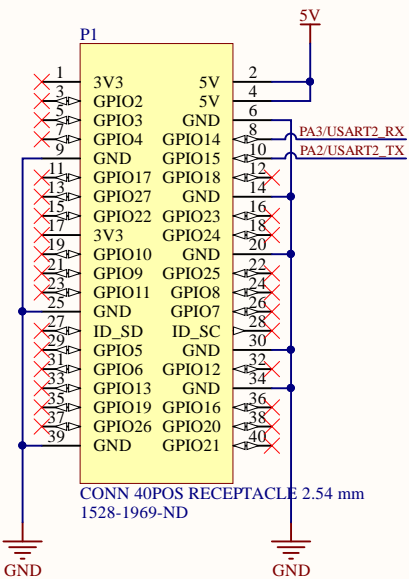 5V
P1
1 3V3 5V 2
3 GPIO2 5V 4
5 GPIO3 GND 6
7 GPIO4 GPIO14 8 PA3/USART2_RX
9 GND GPIO15 10 PA2/USART2_TX
11 GPIO17 GPIO18 12
13 GPIO27 GND 14
15 GPIO22 GPIO23 16
17 3V3 GPIO24 18
19 GPIO10 GND 20
21 GPIO9 GPIO25 22
23 GPIO11 GPIO8 24
25 GND GPIO7 26
27 ID_SD ID_SC 28
29 GPIO5 GND 30
31 GPIO6 GPIO12 32
33 GPIO13 GND 34
35 GPIO19 GPIO16 36
37 GPIO26 GPIO20 38
39 GND GPIO21 40
CONN 40POS RECEPTACLE 2.54 mm
1528-1969-ND
GND GND